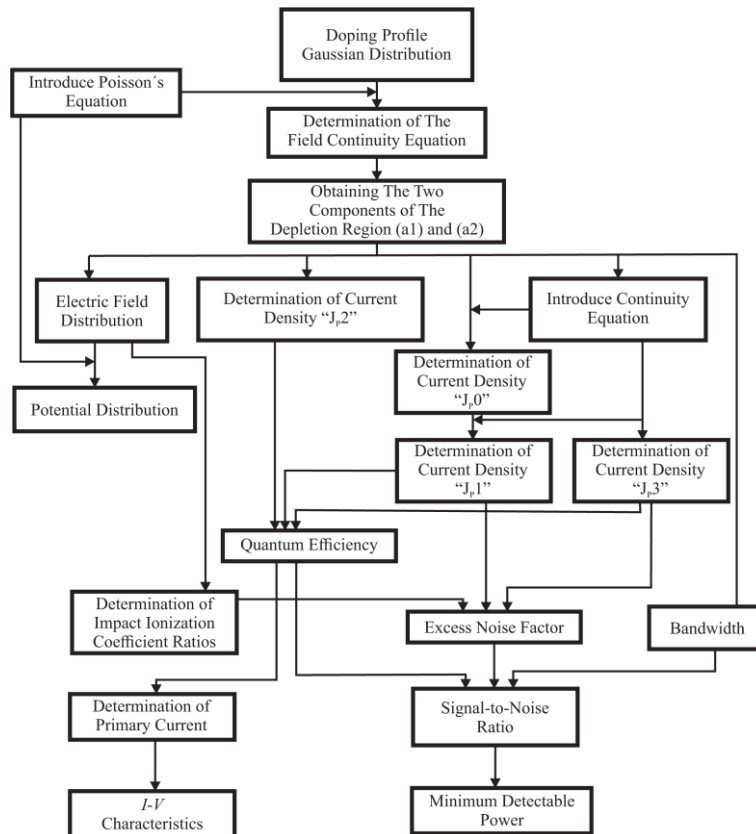 Doping Profile
Gaussian Distribution
Introduce Poisson´s
Equation
Determination of The
Field Continuity Equation
Obtaining The Two
Components of The
Depletion Region (a1) and (a2)
Electric Field
Distribution
Determination of Current
Density “Jₚ2”
Introduce Continuity
Equation
Determination of
Current Density
“Jₚ0”
Potential Distribution
Determination of
Current Density
“Jₚ1”
Determination of
Current Density
“Jₚ3”
Quantum Efficiency
Determination of
Impact Ionization
Coefficient Ratios
Excess Noise Factor
Bandwidth
Determination of
Primary Current
Signal-to-Noise
Ratio
I-V
Characteristics
Minimum Detectable
Power